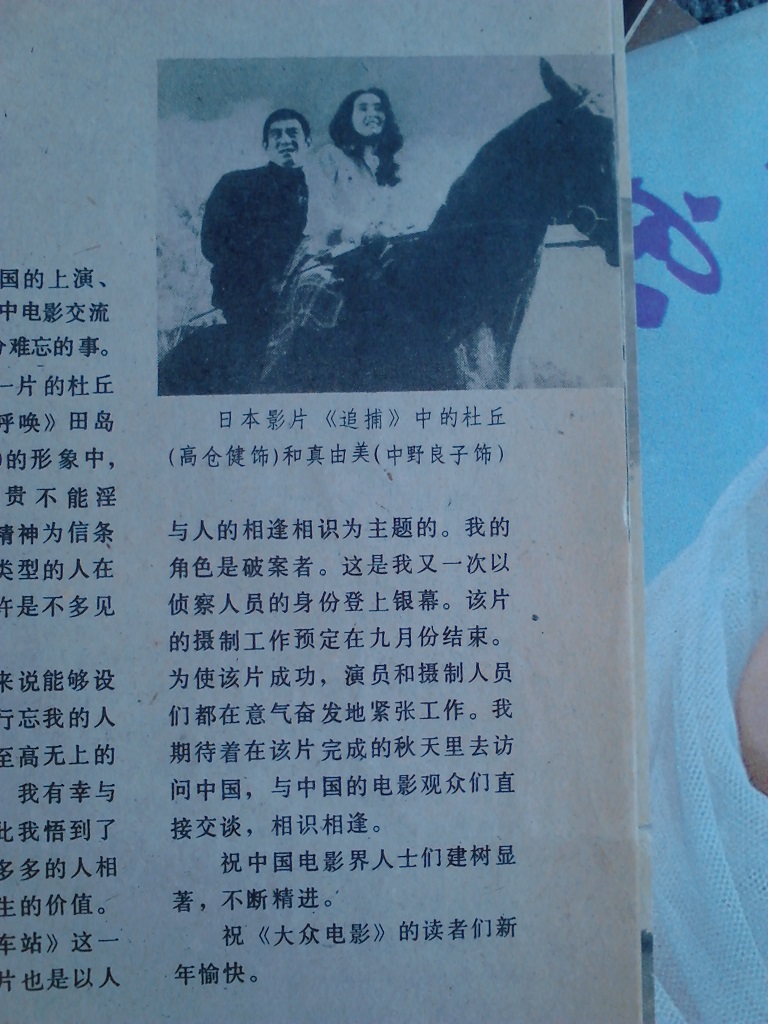 国的上演、
中电影交流
难忘的事。
一片的杜丘
呼唤》田岛
的形象中，
贵不能淫
精神为信条
类型的人在
许是不多见
来说能够设
行忘我的人
至高无上的
我有幸与
此我悟到了
多多的人相
生的价值。
车站》这一
片也是以人
日本影片《追捕》中的杜丘
(高仓健饰)和真由美(中野良子饰)
与人的相逢相识为主题的。我的
角色是破案者。这是我又一次以
侦察人员的身份登上银幕。该片
的摄制工作预定在九月份结束。
为使该片成功，演员和摄制人员
们都在意气奋发地紧张工作。我
期待着在该片完成的秋天里去访
问中国，与中国的电影观众们直
接交谈，相识相逢。
祝中国电影界人士们建树显
著，不断精进。
祝《大众电影》的读者们新
年愉快。